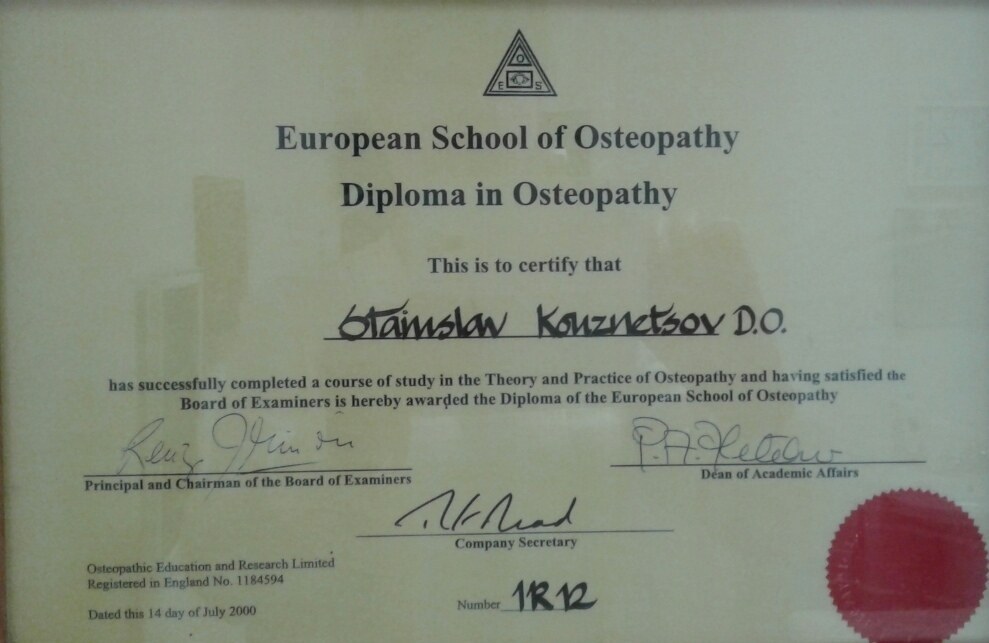 O
E S
European School of Osteopathy
Diploma in Osteopathy
This is to certify that
Stanislav Kouznetsov D.O.
has successfully completed a course of study in the Theory and Practice of Osteopathy and having satisfied the
Board of Examiners is hereby awarded the Diploma of the European School of Osteopathy
P.A. Fletcher
Principal and Chairman of the Board of Examiners
Dean of Academic Affairs
Company Secretary
Osteopathic Education and Research Limited
Registered in England No. 1184594
Dated this 14 day of July 2000
Number 1R12